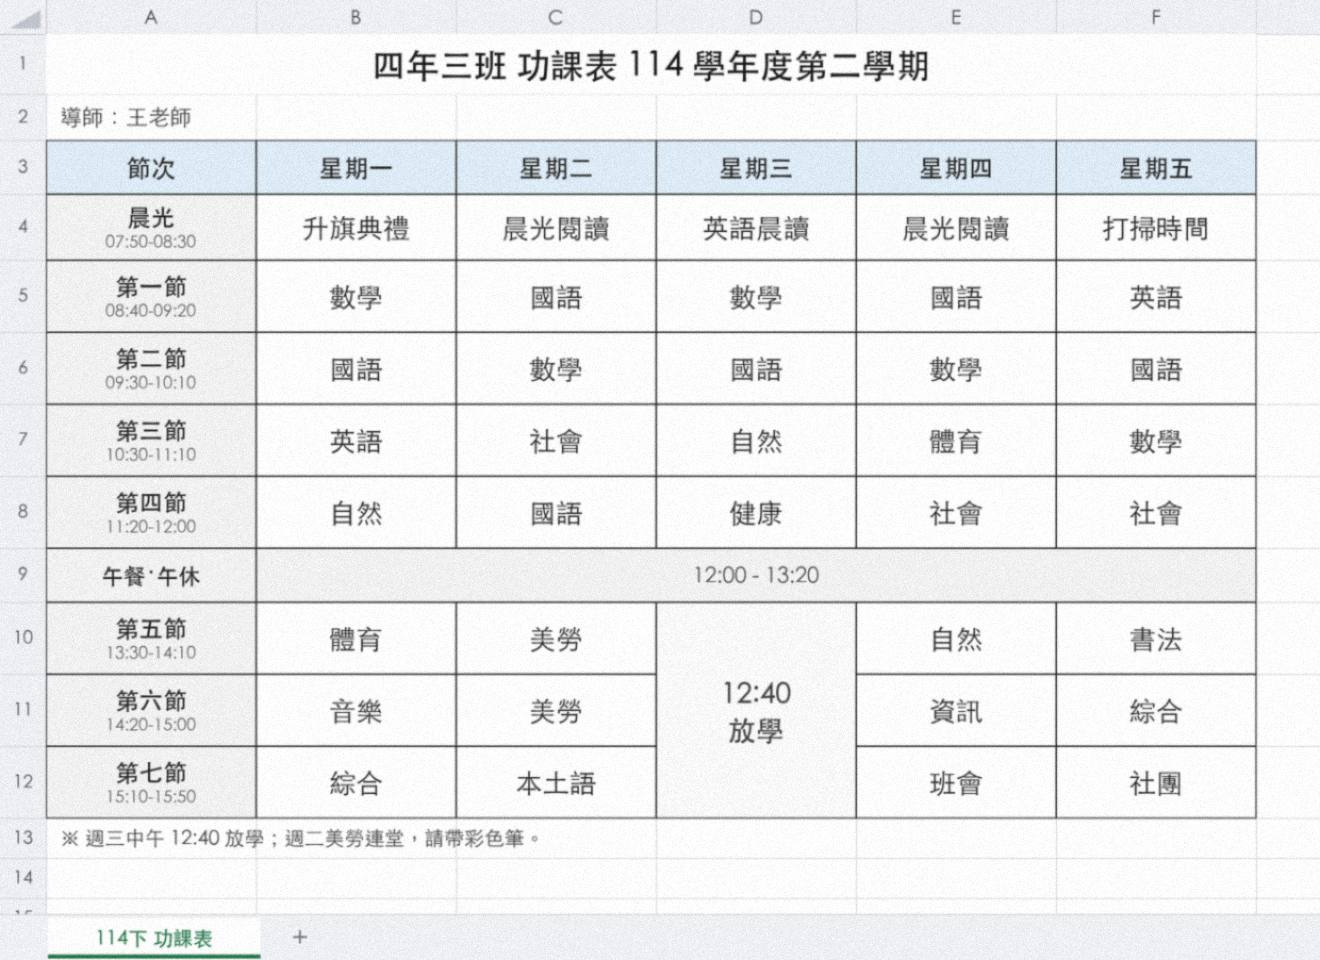 A B C D E F
1 四年三班 功課表 114 學年度第二學期
2 導師：王老師
3 節次 星期一 星期二 星期三 星期四 星期五
4 晨光 升旗典禮 晨光閱讀 英語晨讀 晨光閱讀 打掃時間
07:50-08:30
5 第一節 數學 國語 數學 國語 英語
08:40-09:20
6 第二節 國語 數學 國語 數學 國語
09:30-10:10
7 第三節 英語 社會 自然 體育 數學
10:30-11:10
8 第四節 自然 國語 健康 社會 社會
11:20-12:00
9 午餐˙午休 12:00 - 13:20
10 第五節 體育 美勞 自然 書法
13:30-14:10
11 第六節 音樂 美勞 12:40 資訊 綜合
14:20-15:00 放學
12 第七節 綜合 本土語 班會 社團
15:10-15:50
13 ※ 週三中午 12:40 放學；週二美勞連堂，請帶彩色筆。
14
114下 功課表 +